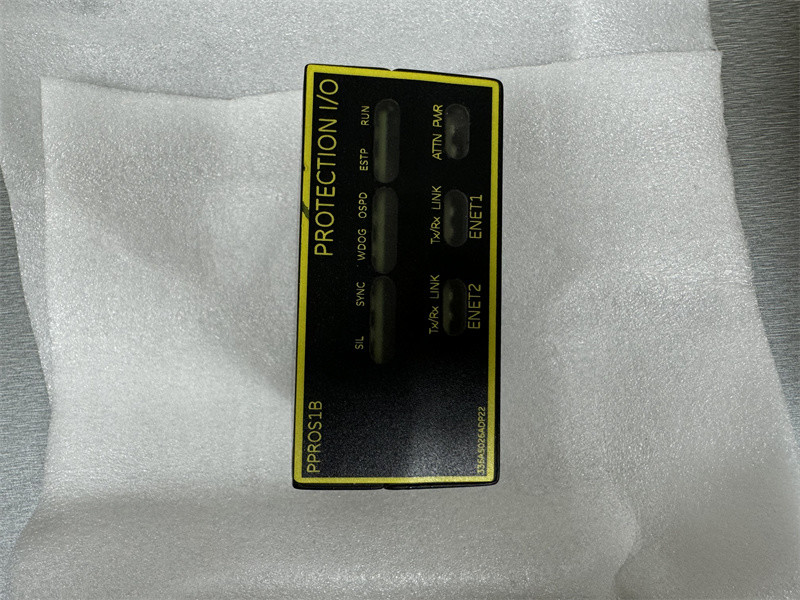 PROTECTION I/O
RUN
ESTP
OSPD
WDOG
SYNC
SIL
PWR
ATTN
LINK
Tx/Rx
ENET1
LINK
Tx/Rx
ENET2
PPROS1B
336A5026ADP22